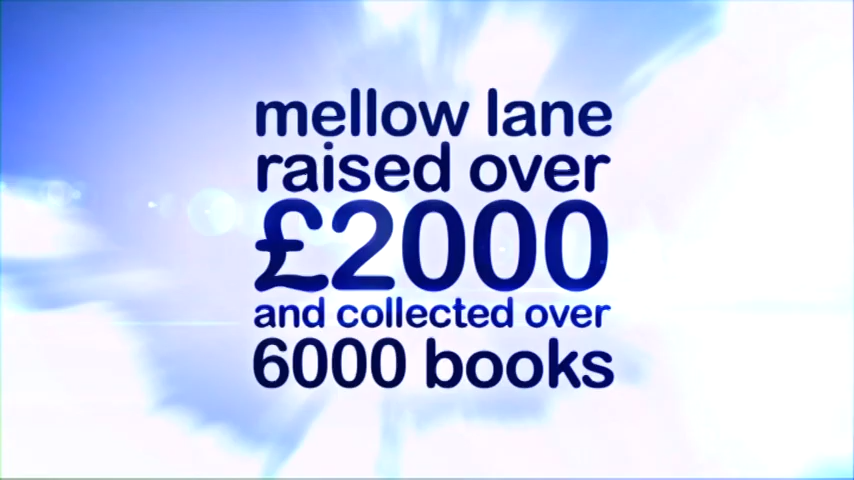 mellow lane
raised over
£2000
and collected over
6000 books